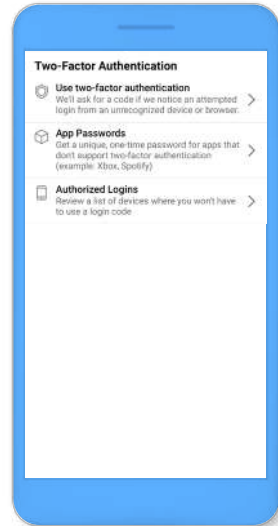 Two-Factor Authentication
Use two-factor authentication
We'll ask for a code if we notice an attempted
login from an unrecognized device or browser.
App Passwords
Get a unique, one-time password for apps that
don't support two-factor authentication
(example: Xbox, Spotify)
Authorized Logins
Review a list of devices where you won't have
to use a login code